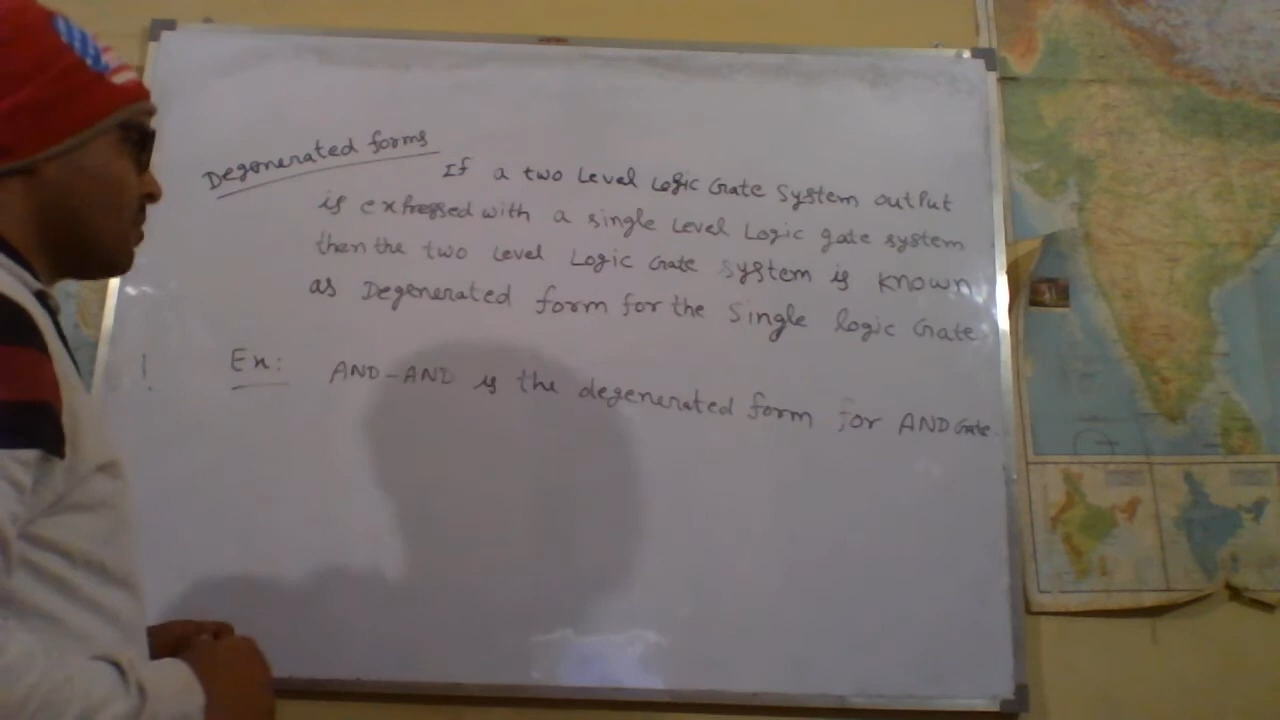 Degenerated forms
If a two Level Logic Gate System output
is expressed with a single Level Logic gate system
then the two Level Logic Gate System is known
as Degenerated form for the Single logic Gate
Ex: AND-AND is the degenerated form for AND Gate.